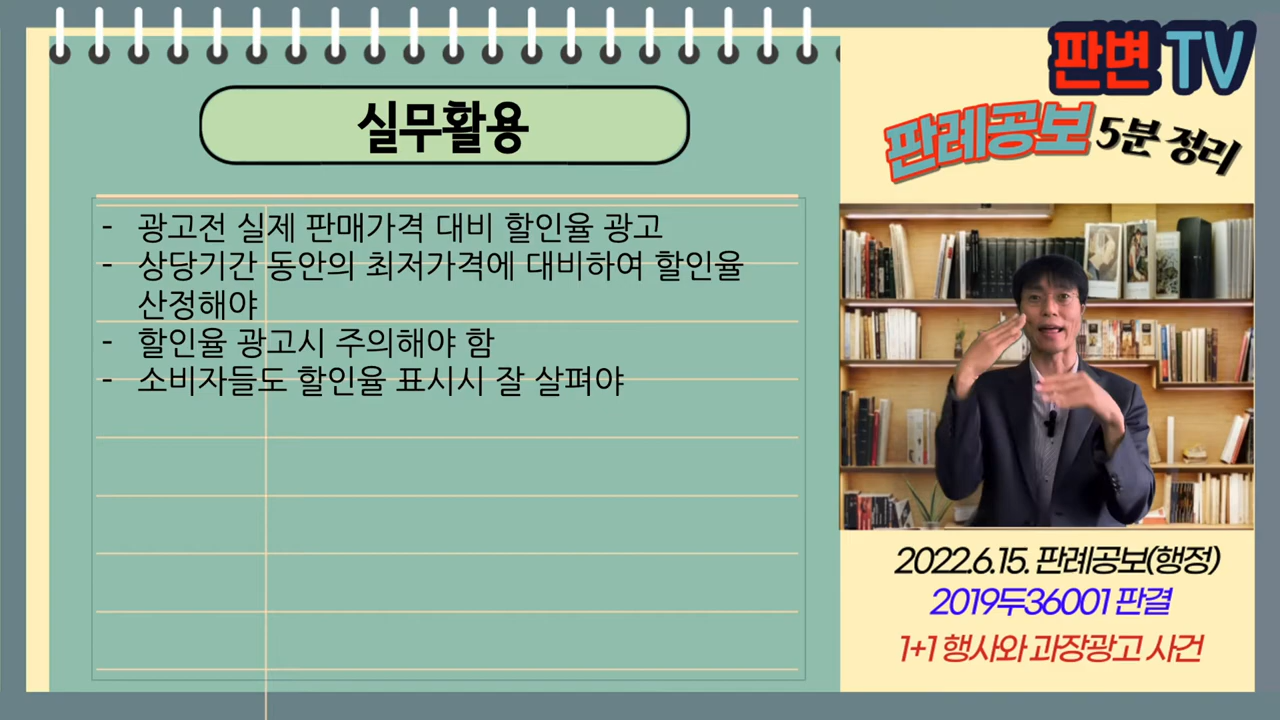 판변 TV
판례공보 5분 정리
실무활용
- 광고전 실제 판매가격 대비 할인율 광고
- 상당기간 동안의 최저가격에 대비하여 할인율
산정해야
- 할인율 광고시 주의해야 함
- 소비자들도 할인율 표시시 잘 살펴야
2022.6.15. 판례공보(행정)
2019두36001 판결
1+1 행사와 과장광고 사건